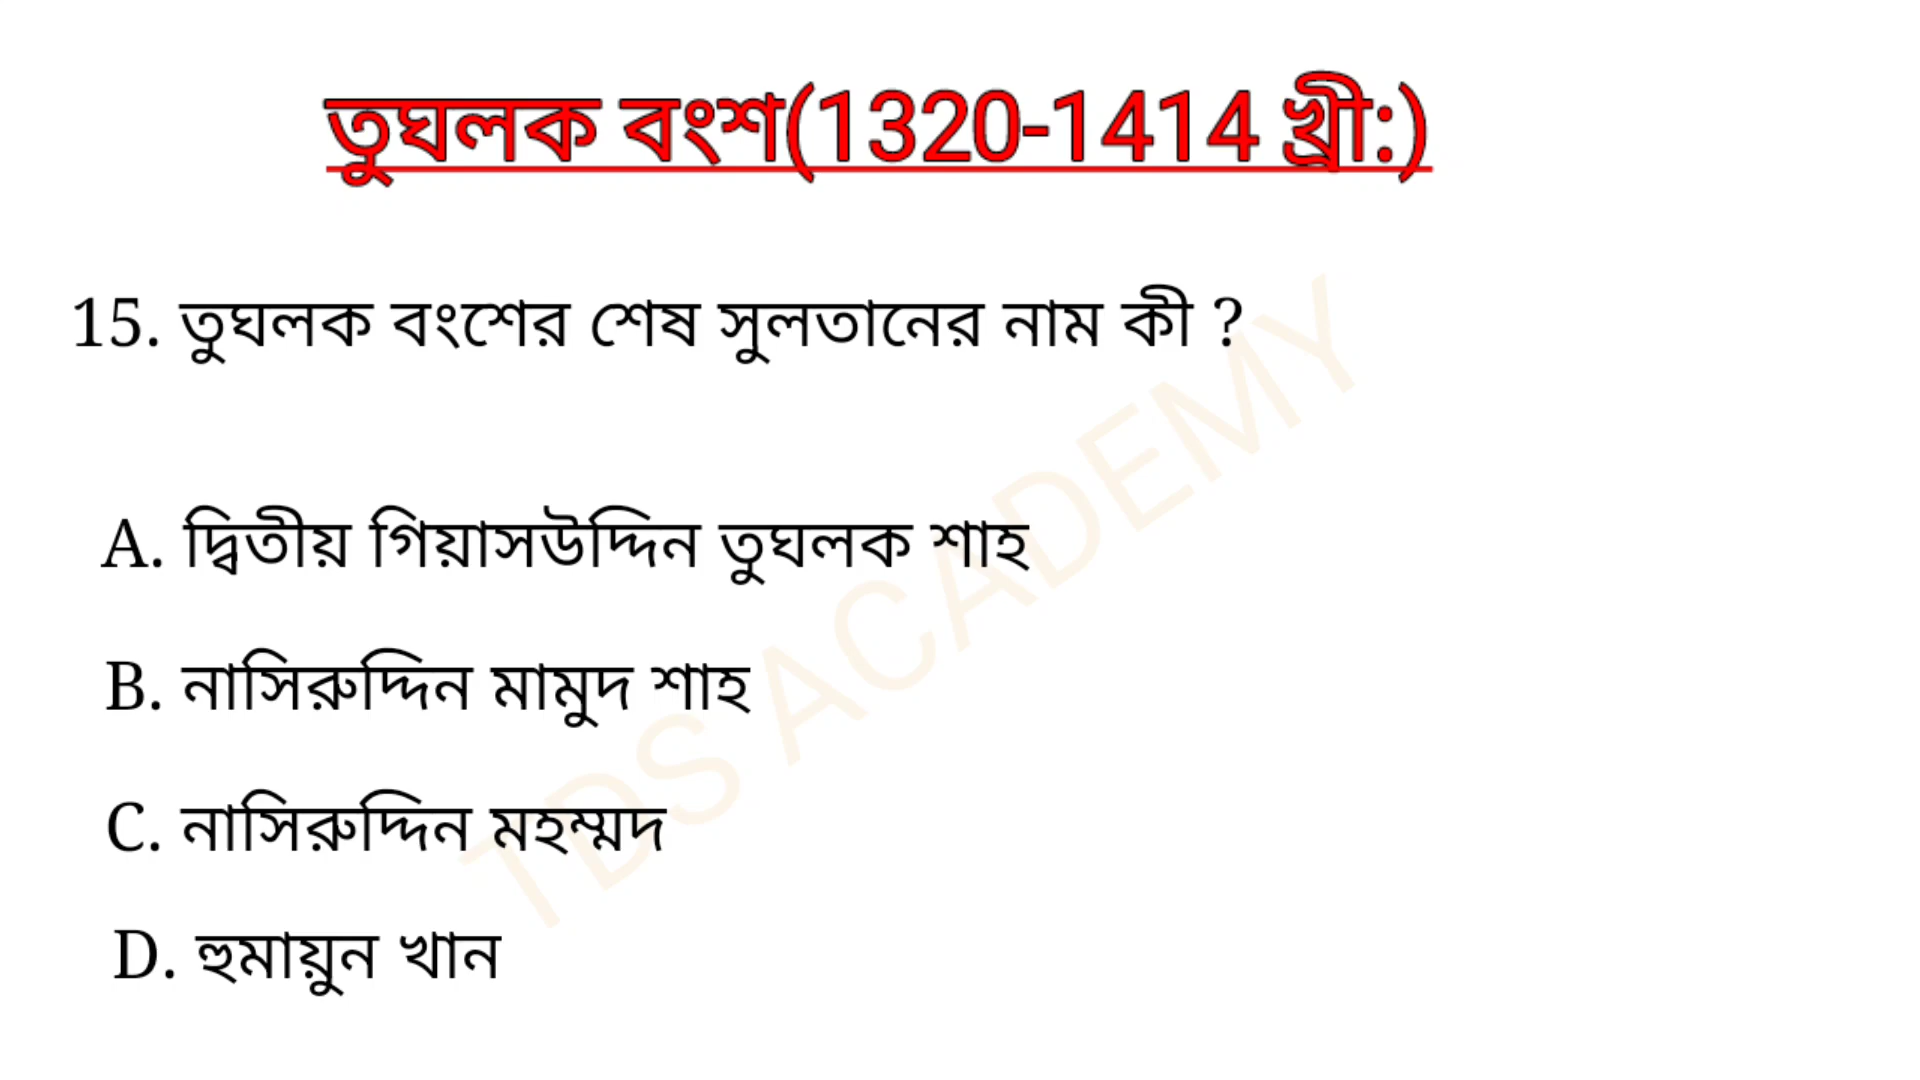 তুঘলক বংশ(1320-1414 খ্রী:)
15. তুঘলক বংশের শেষ সুলতানের নাম কী ?
A. দ্বিতীয় গিয়াসউদ্দিন তুঘলক শাহ
B. নাসিরুদ্দিন মামুদ শাহ
C. নাসিরুদ্দিন মহম্মদ
D. হুমায়ুন খান
TDS ACADEMY